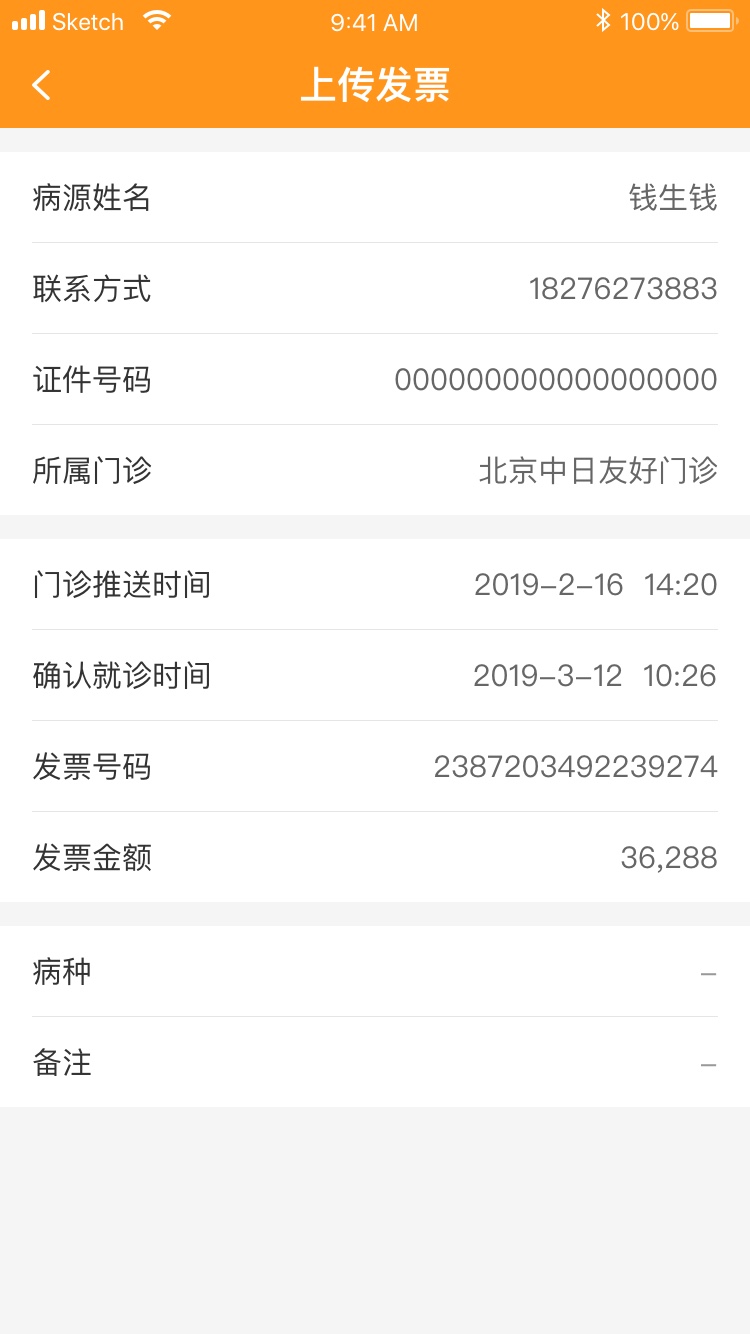 Sketch 9:41 AM 100%
上传发票
病源姓名 钱生钱
联系方式 18276273883
证件号码 000000000000000000
所属门诊 北京中日友好门诊
门诊推送时间 2019-2-16 14:20
确认就诊时间 2019-3-12 10:26
发票号码 2387203492239274
发票金额 36,288
病种 -
备注 -